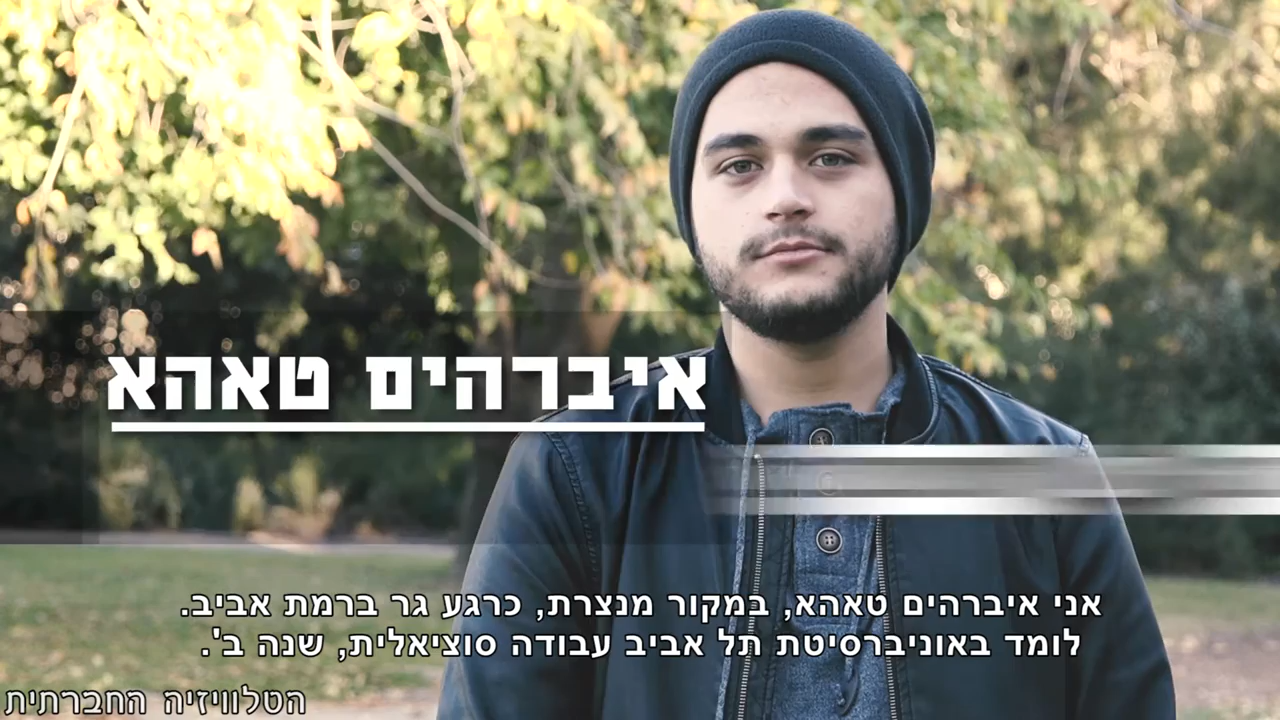 איברהים טאהא
אני איברהים טאהא, במקור מנצרת, כרגע גר ברמת אביב.
לומד באוניברסיטת תל אביב עבודה סוציאלית, שנה ב'.
הטלוויזיה החברתית